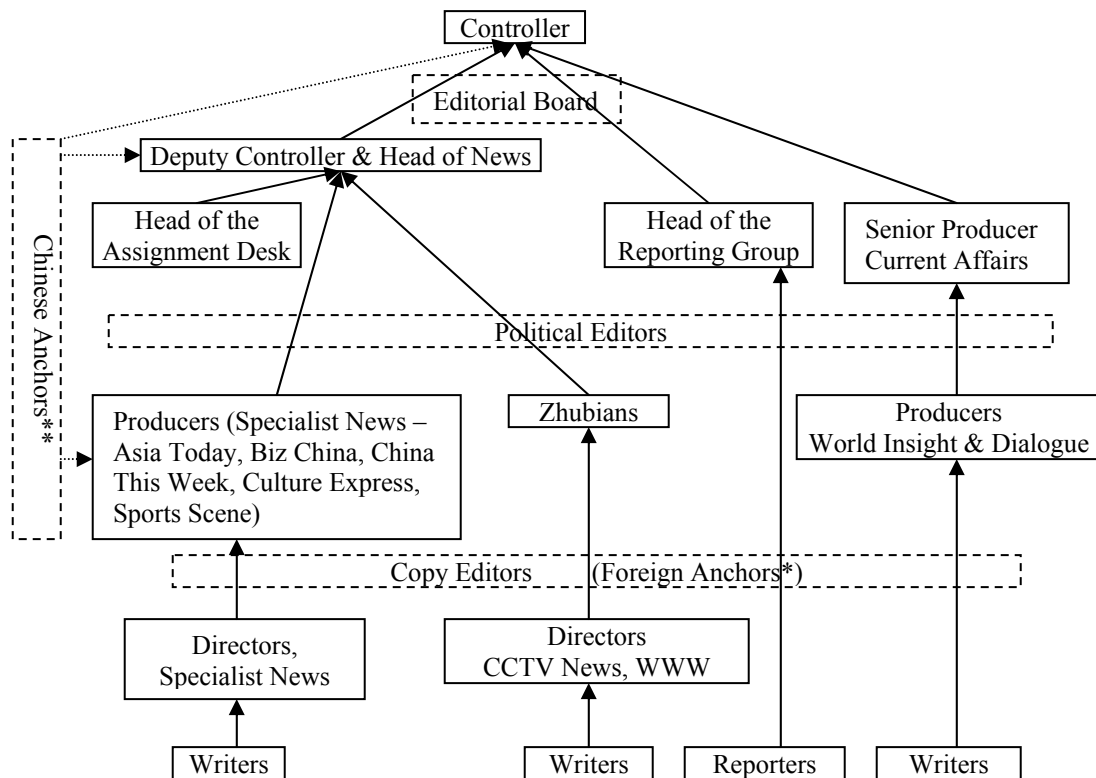 Controller
Editorial Board
Deputy Controller & Head of News
Chinese Anchors**
Head of the
Assignment Desk
Head of the
Reporting Group
Senior Producer
Current Affairs
Political Editors
Producers (Specialist News –
Asia Today, Biz China, China
This Week, Culture Express,
Sports Scene)
Zhubians
Producers
World Insight & Dialogue
Copy Editors (Foreign Anchors*)
Directors,
Specialist News
Directors
CCTV News, WWW
Writers
Writers
Reporters
Writers